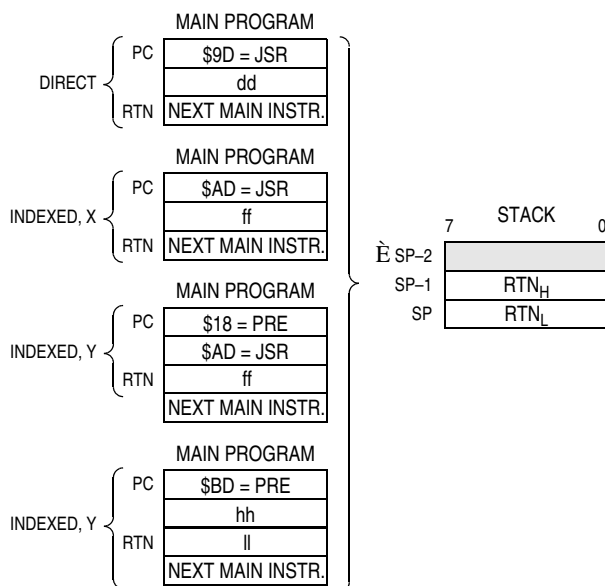 MAIN PROGRAM
PC $9D = JSR
DIRECT dd
RTN NEXT MAIN INSTR.
MAIN PROGRAM
PC $AD = JSR
INDEXED, X ff
RTN NEXT MAIN INSTR.
MAIN PROGRAM
PC $18 = PRE
INDEXED, Y $AD = JSR
RTN ff
NEXT MAIN INSTR.
MAIN PROGRAM
PC $BD = PRE
INDEXED, Y hh
RTN ll
NEXT MAIN INSTR.
7 STACK 0
È SP–2
SP–1 RTNH
SP RTNL